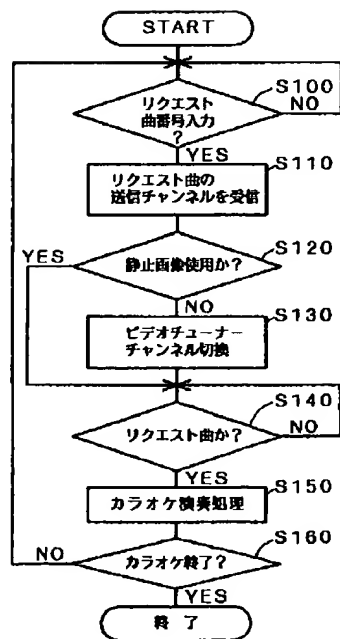 START
S100
リクエスト
曲番号入力
?
NO
YES
S110
リクエスト曲の
送信チャンネルを受信
S120
YES
静止画像使用か?
NO
S130
ビデオチューナー
チャンネル切換
S140
NO
リクエスト曲か?
YES
S150
カラオケ演奏処理
S160
NO
カラオケ終了?
YES
終了